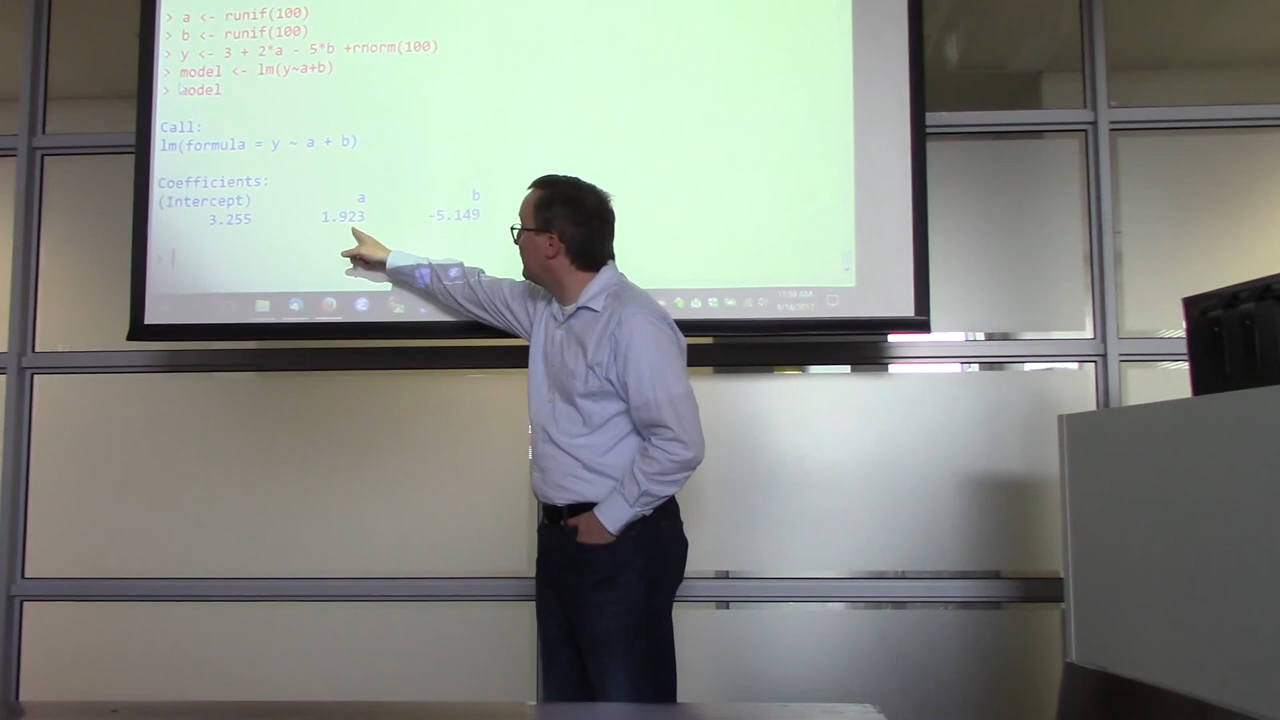 > a <- runif(100)
> b <- runif(100)
> y <- 3 + 2*a - 5*b +rnorm(100)
> model <- lm(y~a+b)
> model
Call:
lm(formula = y ~ a + b)
Coefficients:
(Intercept) a b
3.255 1.923 -5.149
>